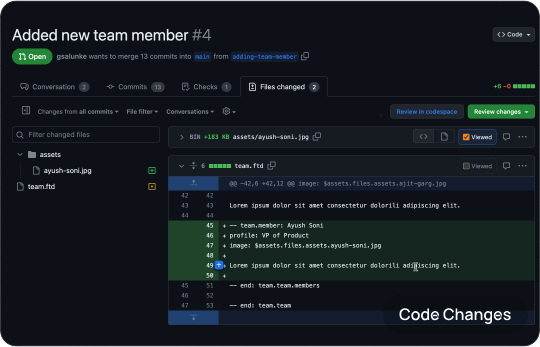 Added new team member #4
<> Code
Open
gsalunke wants to merge 13 commits into main from adding-team-member
Conversation 2
Commits 13
Checks 1
Files changed 2
+6 −0
Changes from all commits
File filter
Conversations
Review in codespace
Review changes
Filter changed files
assets
ayush-soni.jpg
team.ftd
BIN +183 KB assets/ayush-soni.jpg
<>
Viewed
6 team.ftd
Viewed
@@ -42,6 +42,12 @@ image: $assets.files.assets.ajit-garg.jpg
42 42
43 43 Lorem ipsum dolor sit amet consectetur dolorili adipiscing elit.
44 44
45 + -- team.member: Ayush Soni
46 + profile: VP of Product
47 + image: $assets.files.assets.ayush-soni.jpg
48 +
49 + Lorem ipsum dolor sit amet consectetur dolorili adipiscing elit.
50 +
45 51 -- end: team.team.members
46 52
47 53 -- end: team.team
Code Changes